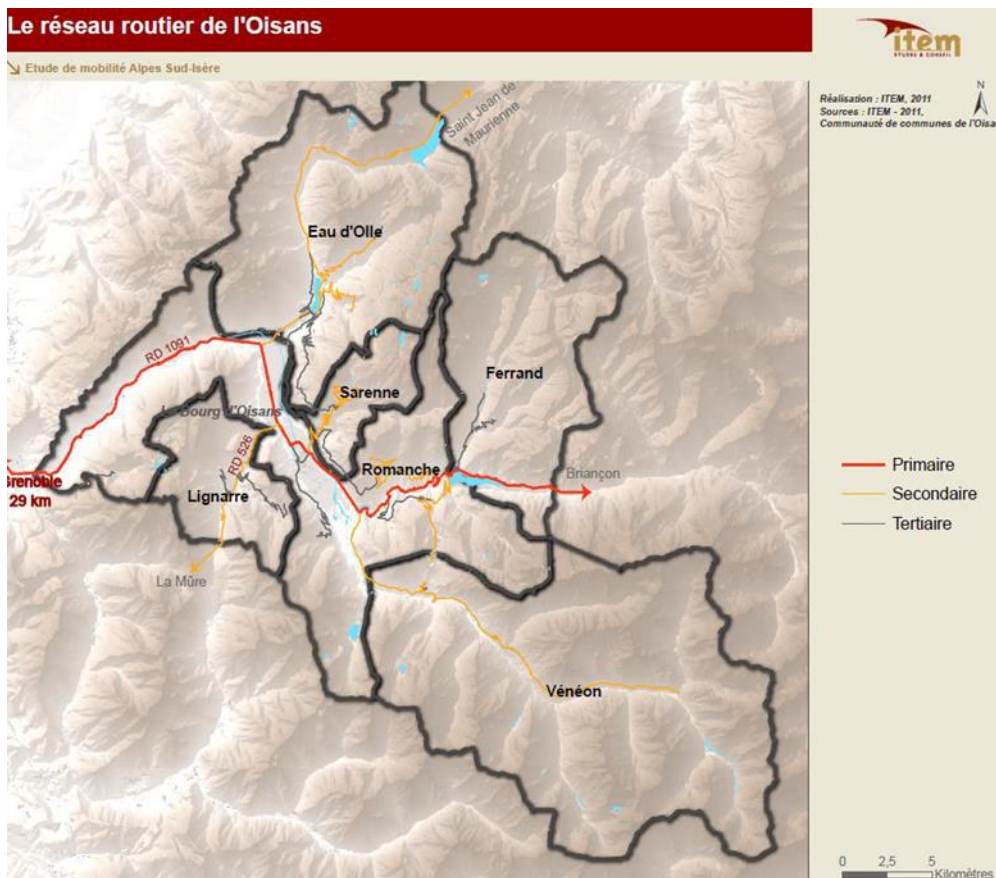 Le réseau routier de l'Oisans
item
ETUDES & CONSEIL
Etude de mobilité Alpes Sud-Isère
N
Réalisation : ITEM, 2011
Sources : ITEM - 2011,
Communauté de communes de l'Oisa
Saint Jean de
Maurienne
Eau d'Olle
RD 1091
Ferrand
Sarenne
Bourg d'Oisans
RD 526
Romanche
Briançon
Grenoble
29 km
Lignarre
La Mûre
Vénéon
Primaire
Secondaire
Tertiaire
0 2,5 5
Kilomètres